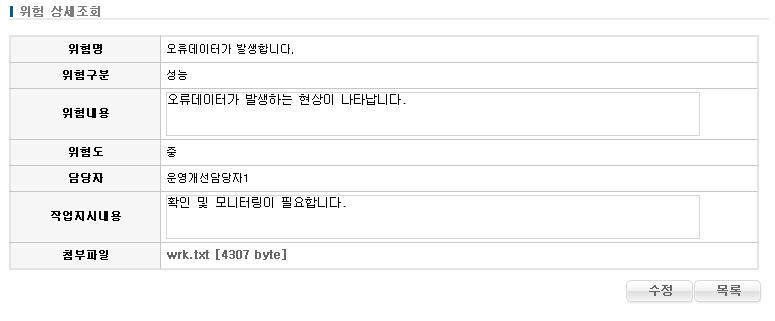 위험 상세조회
위험명 오류데이터가 발생합니다.
위험구분 성능
위험내용 오류데이터가 발생하는 현상이 나타납니다.
위험도 중
담당자 운영개선담당자1
작업지시내용 확인 및 모니터링이 필요합니다.
첨부파일 wrk.txt [4307 byte]
수정 목록